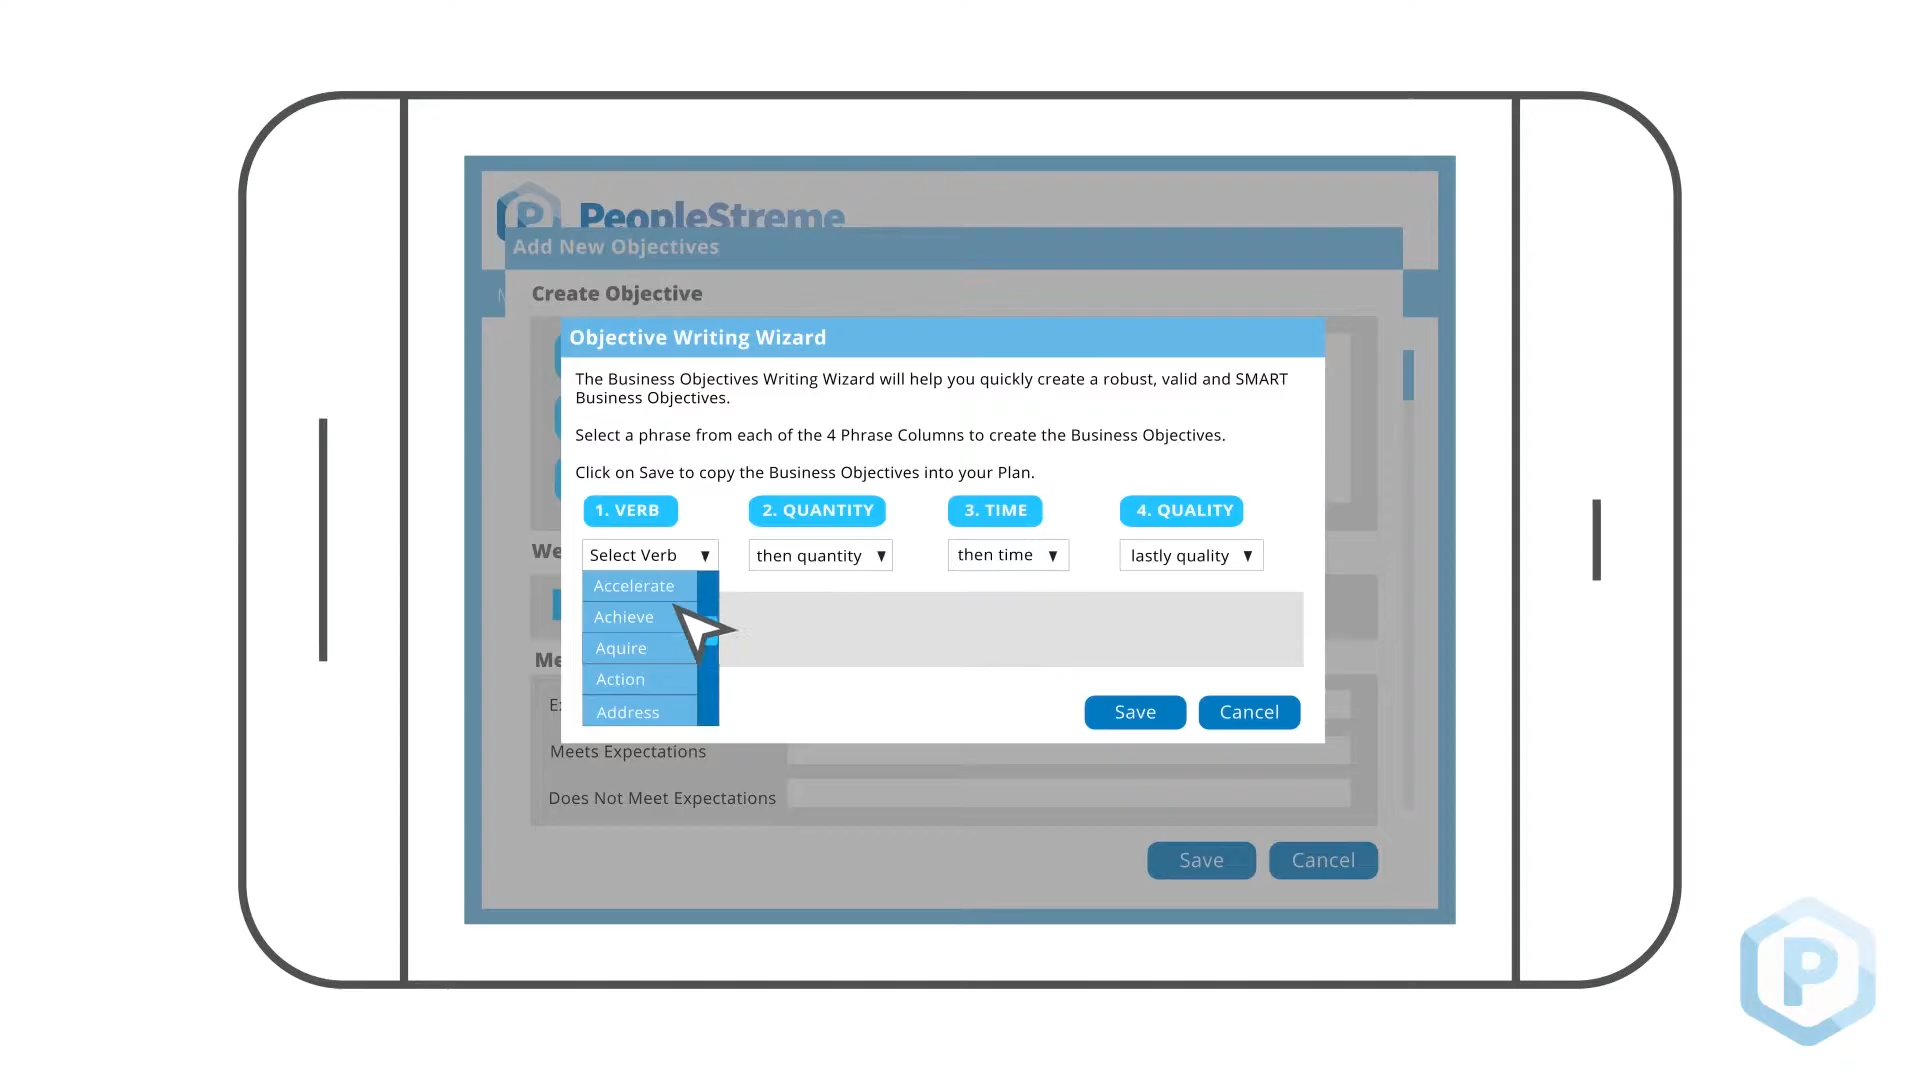 PeopleStreme
Add New Objectives
Create Objective
Objective Writing Wizard
The Business Objectives Writing Wizard will help you quickly create a robust, valid and SMART
Business Objectives.
Select a phrase from each of the 4 Phrase Columns to create the Business Objectives.
Click on Save to copy the Business Objectives into your Plan.
1. VERB 2. QUANTITY 3. TIME 4. QUALITY
Select Verb ▼ then quantity ▼ then time ▼ lastly quality ▼
Accelerate
Achieve
Aquire
Action
Address
Save Cancel
Meets Expectations
Does Not Meet Expectations
Save Cancel